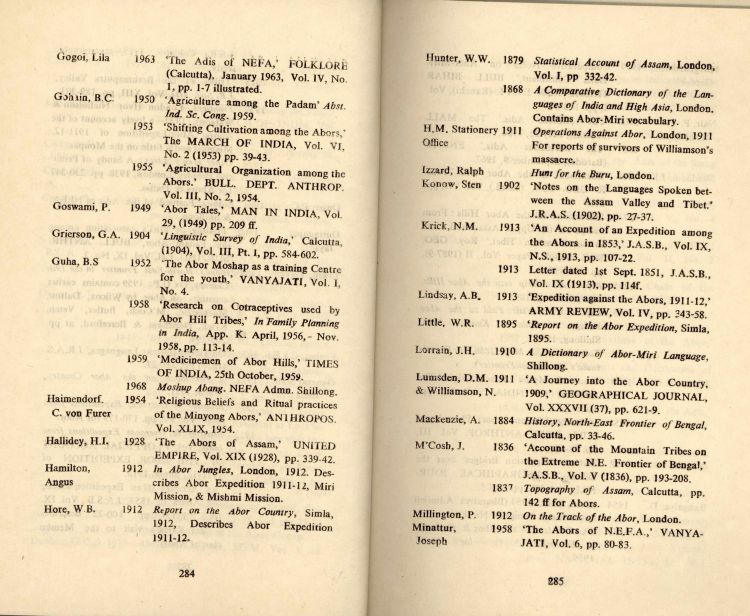 Gogoi, Lila 1963 'The Adis of NEFA,' FOLKLORE
(Calcutta), January 1963, Vol. IV, No.
1, pp. 1-7 illustrated.
Gohain, B.C. 1950 'Agriculture among the Padam' Abst.
Ind. Sc. Cong. 1959.
1953 'Shifting Cultivation among the Abors,'
The MARCH OF INDIA, Vol. VI,
No. 2 (1953) pp. 39-43.
1955 'Agricultural Organization among the
Abors.' BULL. DEPT. ANTHROP.
Vol. III, No. 2, 1954.
Goswami, P. 1949 'Abor Tales,' MAN IN INDIA, Vol.
29, (1949) pp. 209 ff.
Grierson, G.A. 1904 'Linguistic Survey of India,' Calcutta,
(1904), Vol. III, Pt. I, pp. 584-602.
Guha, B.S 1952 'The Abor Moshap as a training Centre
for the youth,' VANYAJATI, Vol. I,
No. 4.
1958 'Research on Cotraceptives used by
Abor Hill Tribes,' In Family Planning
in India, App. K. April, 1956,- Nov.
1958, pp. 113-14.
1959 'Medicinemen of Abor Hills,' TIMES
OF INDIA, 25th October, 1959.
1968 Moshup Abang. NEFA Admn. Shillong.
Haimendorf. 1954 'Religious Beliefs and Ritual practices
C. von Furer of the Minyong Abors,' ANTHROPOS.
Vol. XLIX, 1954.
Hallidey, H.I. 1928 'The Abors of Assam,' UNITED
EMPIRE, Vol. XIX (1928), pp. 339-42.
Hamilton, 1912 In Abor Jungles, London, 1912. Des-
Angus cribes Abor Expedition 1911-12, Miri
Mission, & Mishmi Mission.
Hore, W.B. 1912 Report on the Abor Country, Simla,
1912, Describes Abor Expedition
1911-12.
284
Hunter, W.W. 1879 Statistical Account of Assam, London,
Vol. I, pp 332-42.
1868 A Comparative Dictionary of the Lan-
guages of India and High Asia, London.
Contains Abor-Miri vocabulary.
H.M. Stationery 1911 Operations Against Abor, London, 1911
Office For reports of survivors of Williamson's
massacre.
Izzard, Ralph Hunt for the Buru, London.
Konow, Sten 1902 'Notes on the Languages Spoken bet-
ween the Assam Valley and Tibet.'
J.R.A.S. (1902), pp. 27-37.
Krick, N.M. 1913 'An Account of an Expedition among
the Abors in 1853,' J.A.S.B., Vol. IX,
N.S., 1913, pp. 107-22.
1913 Letter dated 1st Sept. 1851, J.A.S.B.,
Vol. IX (1913), pp. 114f.
Lindsay, A.B. 1913 'Expedition against the Abors, 1911-12,'
ARMY REVIEW, Vol. IV, pp. 343-58.
Little, W.R. 1895 'Report on the Abor Expedition, Simla,
1895.
Lorrain, J.H. 1910 A Dictionary of Abor-Miri Language,
Shillong.
Lumsden, D.M. 1911 'A Journey into the Abor Country,
& Williamson, N. 1909,' GEOGRAPHICAL JOURNAL,
Vol. XXXVII (37), pp. 621-9.
Mackenzie, A. 1884 History, North-East Frontier of Bengal,
Calcutta, pp. 33-46.
M'Cosh, J. 1836 'Account of the Mountain Tribes on
the Extreme N.E. Frontier of Bengal,'
J.A.S.B., Vol. V (1836), pp. 193-208.
1837 Topography of Assam, Calcutta, pp.
142 ff for Abors.
Millington, P. 1912 On the Track of the Abor, London.
Minattur, 1958 'The Abors of N.E.F.A.,' VANYA-
Joseph JATI, Vol. 6, pp. 80-83.
285